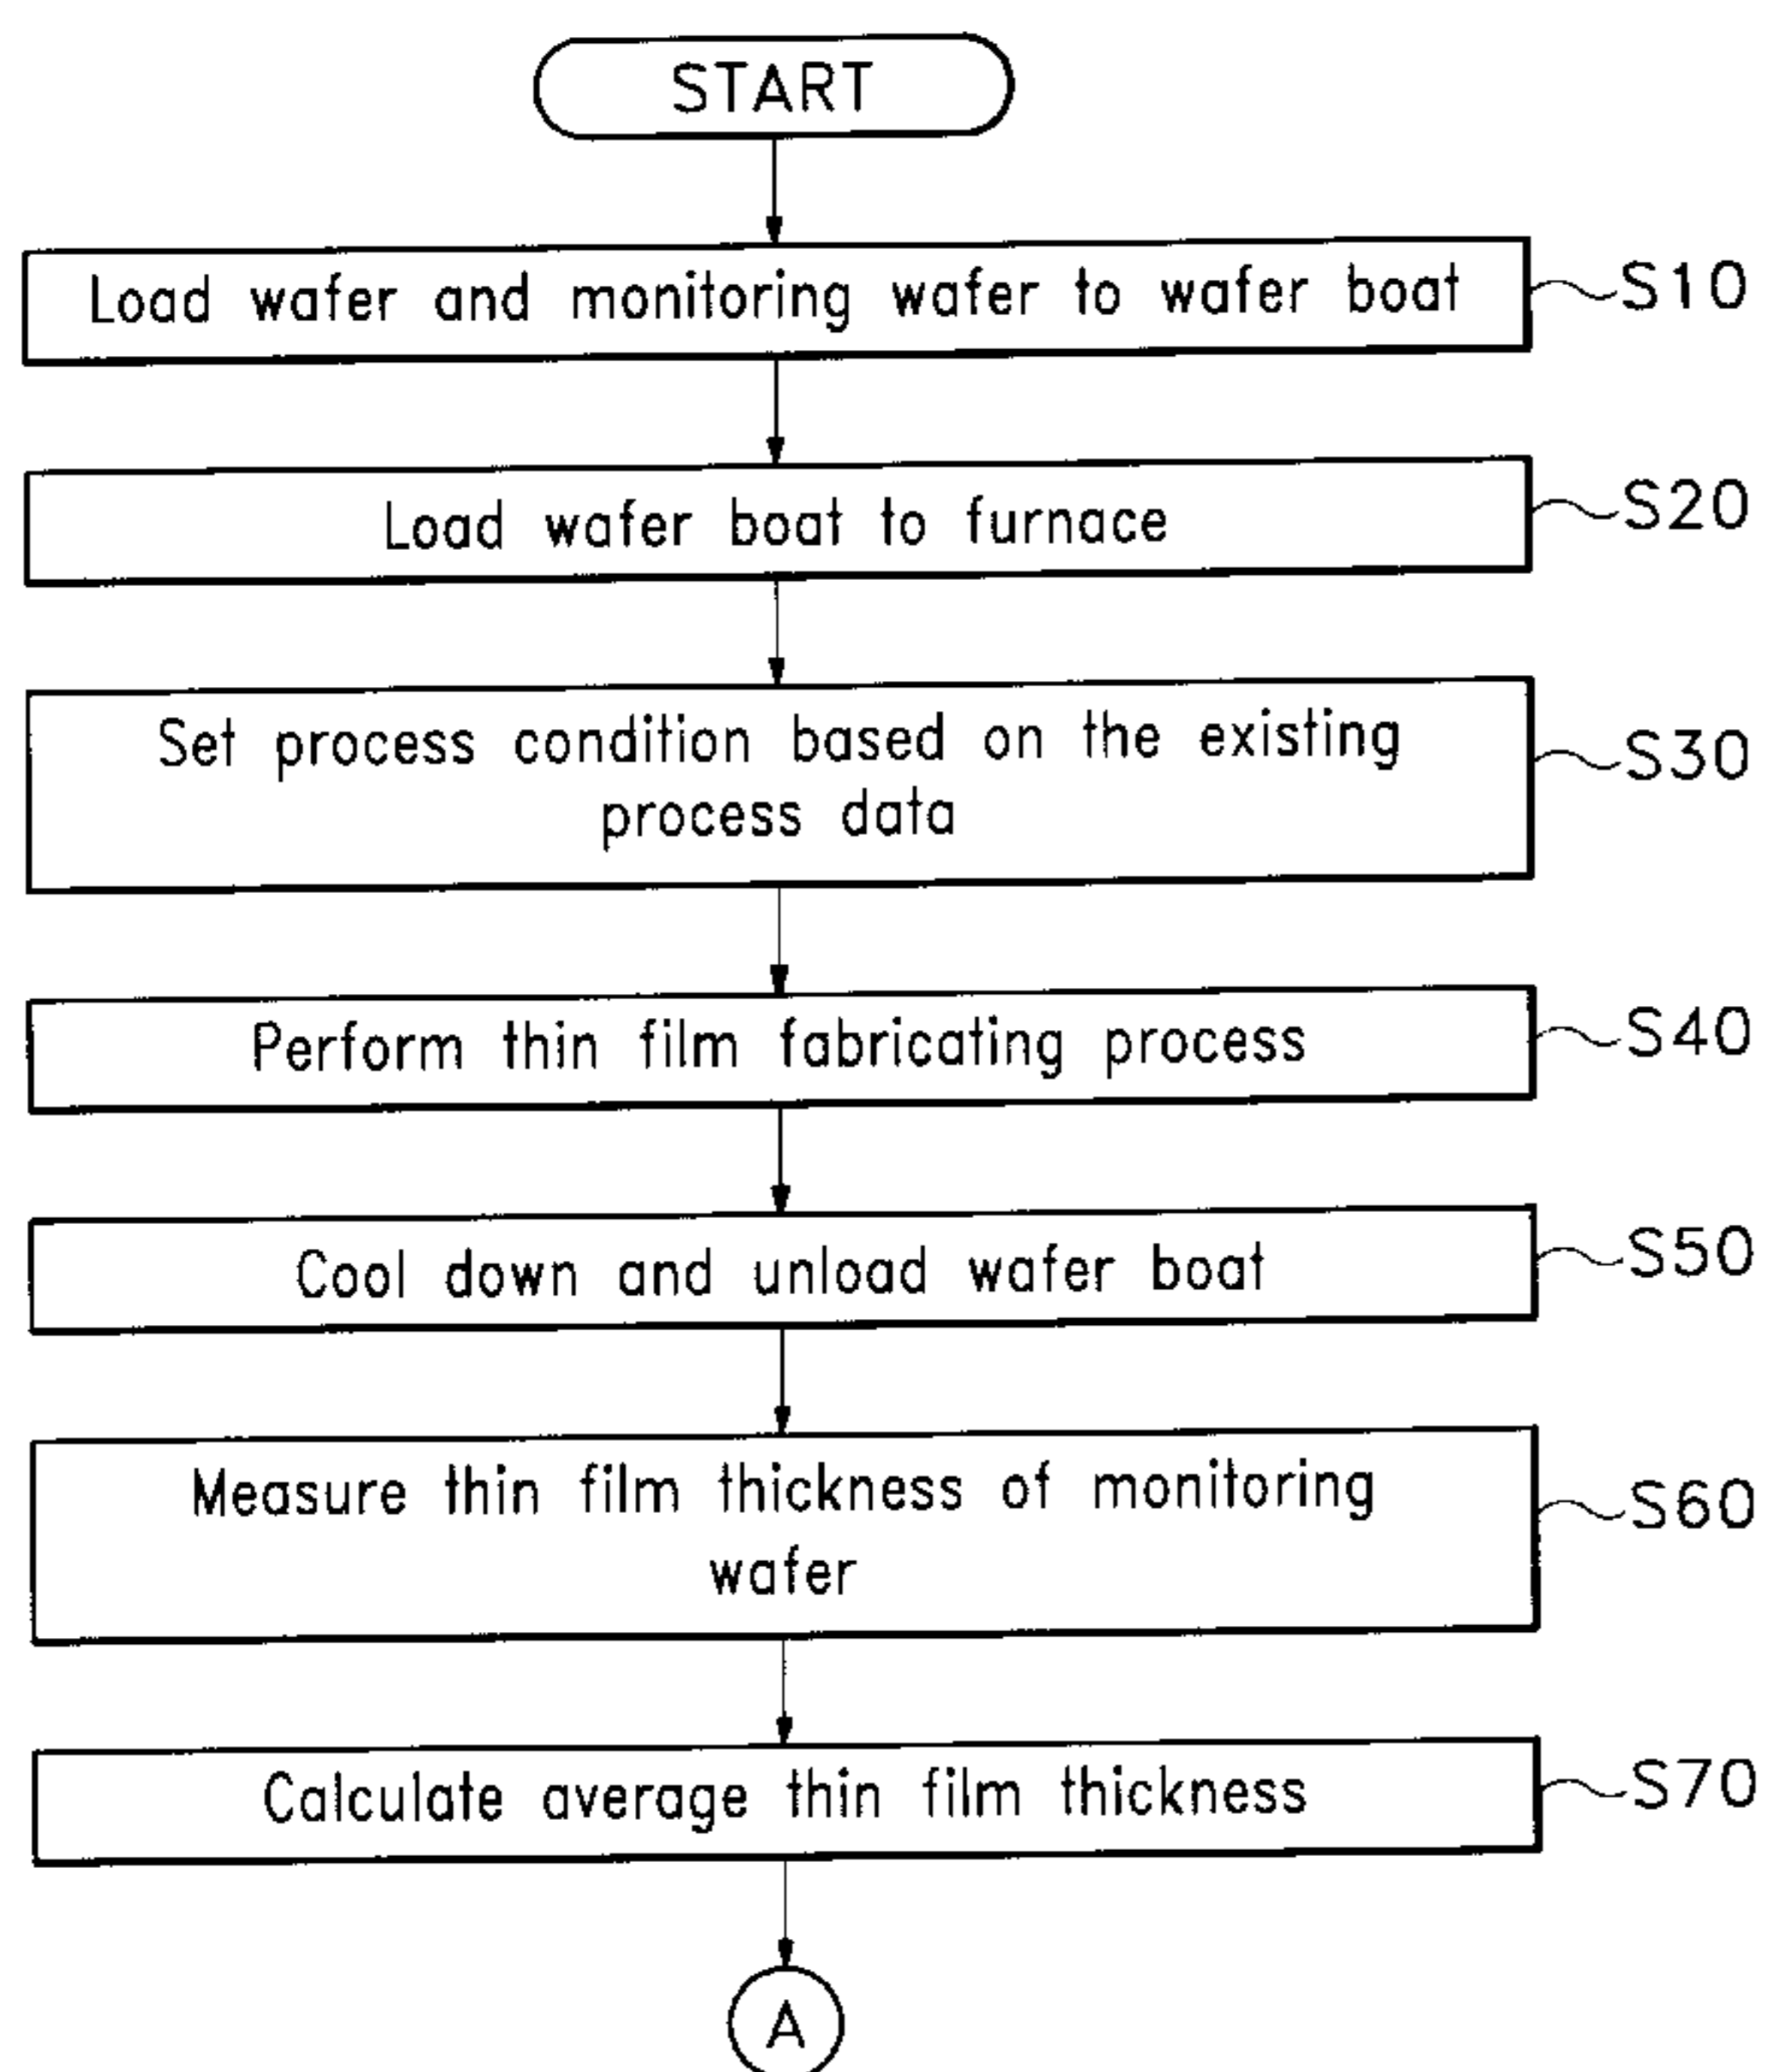 START
Load wafer and monitoring wafer to wafer boat
S10
Load wafer boat to furnace
S20
Set process condition based on the existing
process data
S30
Perform thin film fabricating process
S40
Cool down and unload wafer boat
S50
Measure thin film thickness of monitoring
wafer
S60
Calculate average thin film thickness
S70
A